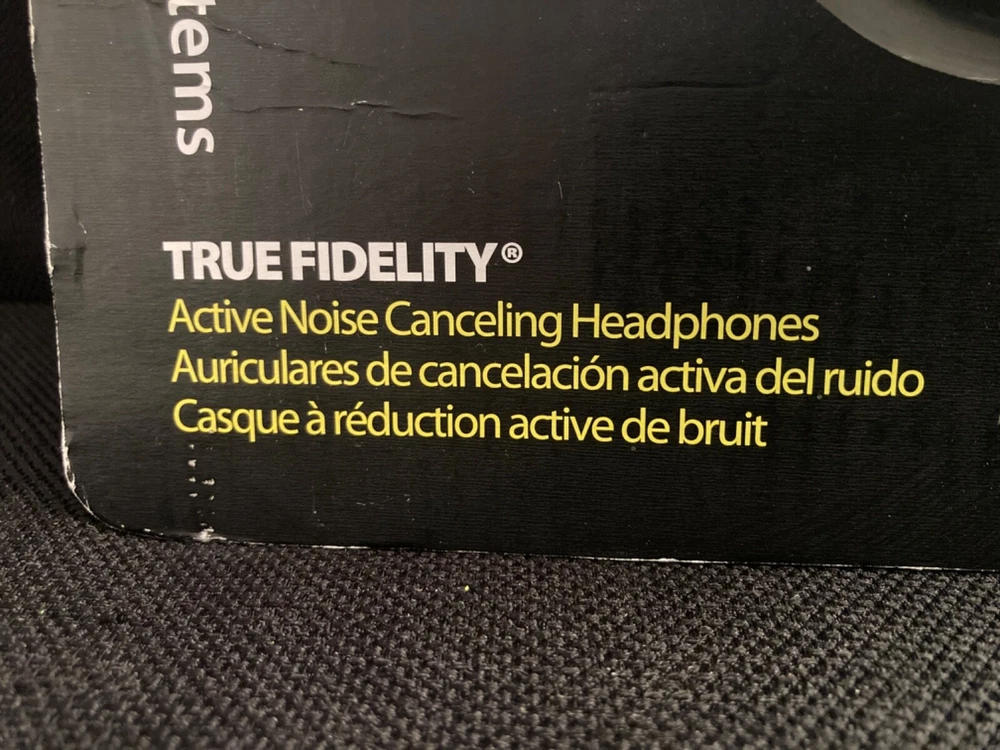 tems
TRUE FIDELITY®
Active Noise Canceling Headphones
Auriculares de cancelación activa del ruido
Casque à réduction active de bruit